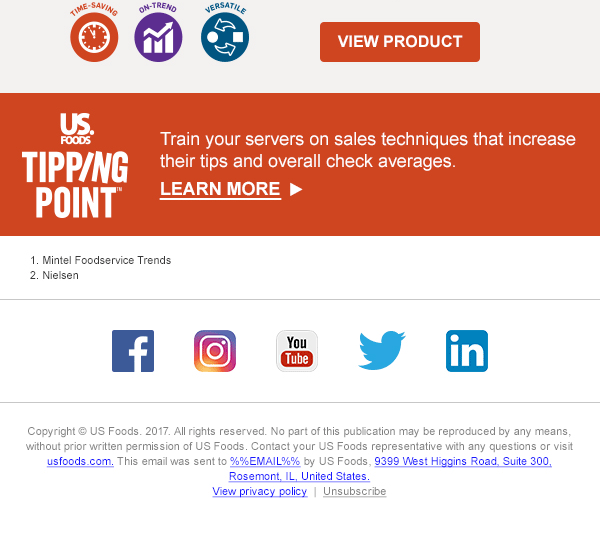 TIME-SAVING
ON-TREND
VERSATILE
VIEW PRODUCT
US.
FOODS
TIPPING
POINT™
Train your servers on sales techniques that increase
their tips and overall check averages.
LEARN MORE ▶
1. Mintel Foodservice Trends
2. Nielsen
f
You
Tube
in
Copyright © US Foods. 2017. All rights reserved. No part of this publication may be reproduced by any means,
without prior written permission of US Foods. Contact your US Foods representative with any questions or visit
usfoods.com. This email was sent to %%EMAIL%% by US Foods, 9399 West Higgins Road, Suite 300,
Rosemont, IL, United States.
View privacy policy | Unsubscribe